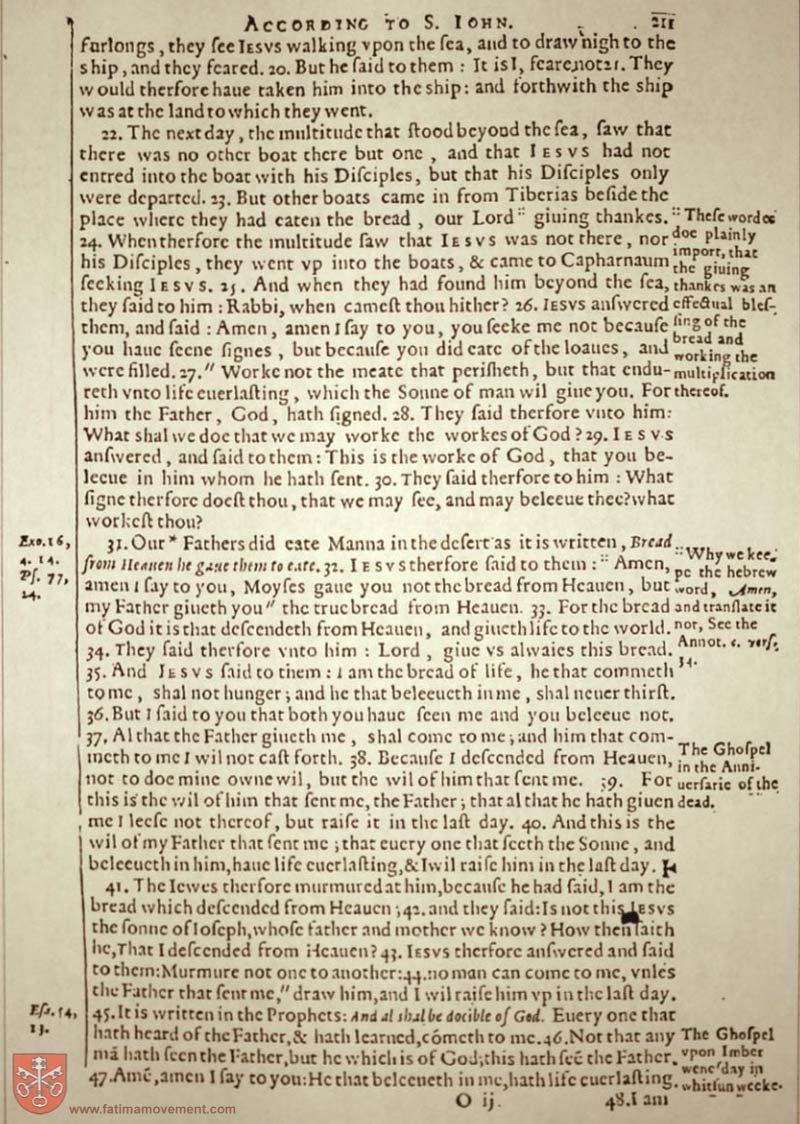 ACCORDING TO S. IOHN. 211
furlongs, they ſee IESVS walking vpon the ſea, and to draw nigh to the
ship, and they feared. 20. But he ſaid to them : It is I, feare not 21. They
would therfore haue taken him into the ship: and forthwith the ship
was at the land to which they went.
22. The next day, the multitude that ſtood beyond the ſea, ſaw that
there was no other boat there but one, and that IESVS had not
entred into the boat with his Diſciples, but that his Diſciples only
were departed. 23. But other boats came in from Tiberias beſide the
place where they had eaten the bread, our Lord :: giuing thankes.
24. When therfore the multitude ſaw that IESVS was not there, nor
his Diſciples, they went vp into the boats, & came to Capharnaum
ſeeking IESVS. 25. And when they had found him beyond the ſea,
they ſaid to him : Rabbi, when cameſt thou hither? 26. IESVS anſwered
them, and ſaid : Amen, amen I ſay to you, you ſeeke me not becauſe
you haue ſeene ſignes, but becauſe you did eate of the loaues, and
were filled. 27. " Worke not the meate that perisheth, but that endu-
reth vnto life euerlaſting, which the Sonne of man wil giue you. For
him the Father, God, hath ſigned. 28. They ſaid therfore vnto him:
What shal we doe that we may worke the workes of God? 29. IESVS
anſwered, and ſaid to them: This is the worke of God, that you be-
leeue in him whom he hath ſent. 30. They ſaid therfore to him : What
ſigne therfore doeſt thou, that we may ſee, and may beleeue thee? what
workeſt thou?
:: Theſe wordes
doe plainly
import, that
the giuing
thankes was an
effectual bleſ-
ſing of the
bread and
working the
multiplication
thereof.
31. Our * Fathers did eate Manna in the deſert as it is written, Bread
from Heauen he gaue them to eate. 32. IESVS therfore ſaid to them : :: Amen,
amen I ſay to you, Moyſes gaue you not the bread from Heauen, but
my Father giueth you " the true bread from Heauen. 33. For the bread
of God it is that deſcendeth from Heauen, and giueth life to the world.
34. They ſaid therfore vnto him : Lord, giue vs alwaies this bread.
35. And IESVS ſaid to them : I am the bread of life, he that commeth
to me, shal not hunger; and he that beleeueth in me, shal neuer thirſt.
36. But I ſaid to you that both you haue ſeen me and you beleeue not.
37. Al that the Father giueth me, shal come to me; and him that com-
meth to me I wil not caſt forth. 38. Becauſe I deſcended from Heauen,
not to doe mine owne wil, but the wil of him that ſent me. 39. For
this is the wil of him that ſent me, the Father; that al that he hath giuen
me I leeſe not thereof, but raiſe it in the laſt day. 40. And this is the
wil of my Father that ſent me; that euery one that ſeeth the Sonne, and
beleeueth in him, haue life euerlaſting, & I wil raiſe him in the laſt day.
Exo. 16,
4. 14.
Pſ. 77,
24.
:: Why we kee-
pe the hebrew
word, Amen,
and tranſlate it
not, See the
Annot. c. 8. verſ.
34.
The Ghoſpel
in the Anni-
uerſarie of the
dead.
41. The Iewes therfore murmured at him, becauſe he had ſaid, I am the
bread which deſcended from Heauen; 42. and they ſaid: Is not this IESVS
the ſonne of Ioſeph, whoſe father and mother we know? How then ſaith
he, That I deſcended from Heauen? 43. IESVS therfore anſwered and ſaid
to them: Murmure not one to another: 44. no man can come to me, vnles
the Father that ſent me, " draw him, and I wil raiſe him vp in the laſt day.
45. It is written in the Prophets: And al shal be docible of God. Euery one that
hath heard of the Father, & hath learned, cōmeth to me. 46. Not that any
mā hath ſeen the Father, but he which is of God; this hath ſeē the Father.
47. Amē, amen I ſay to you: He that beleeueth in me, hath life euerlaſting.
Eſa. 54,
13.
The Ghoſpel
vpon Imber
weneſday in
whitſun weeke.
O ij. 48. I am
www.fatimamovement.com